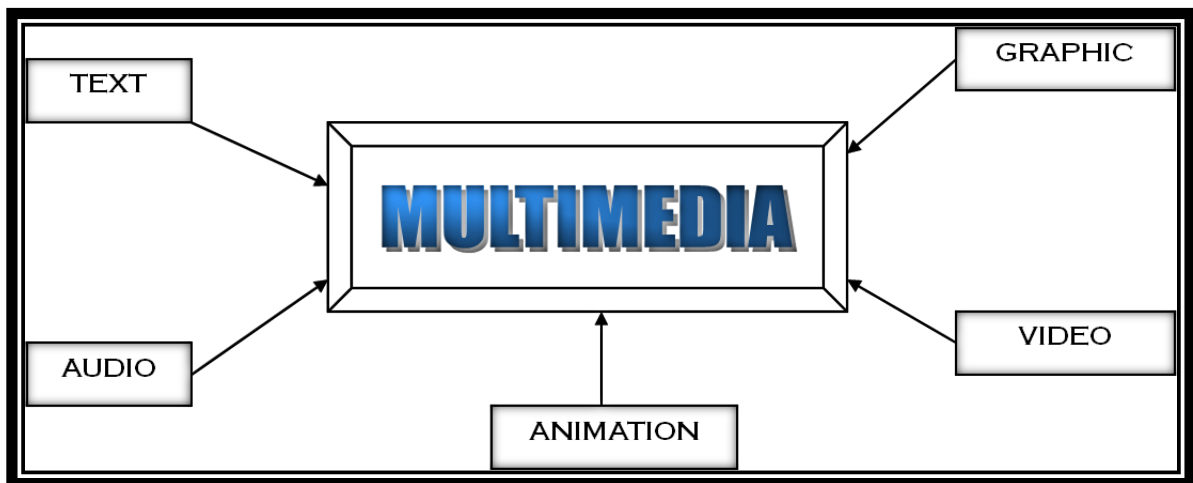 TEXT
GRAPHIC
MULTIMEDIA
AUDIO
VIDEO
ANIMATION